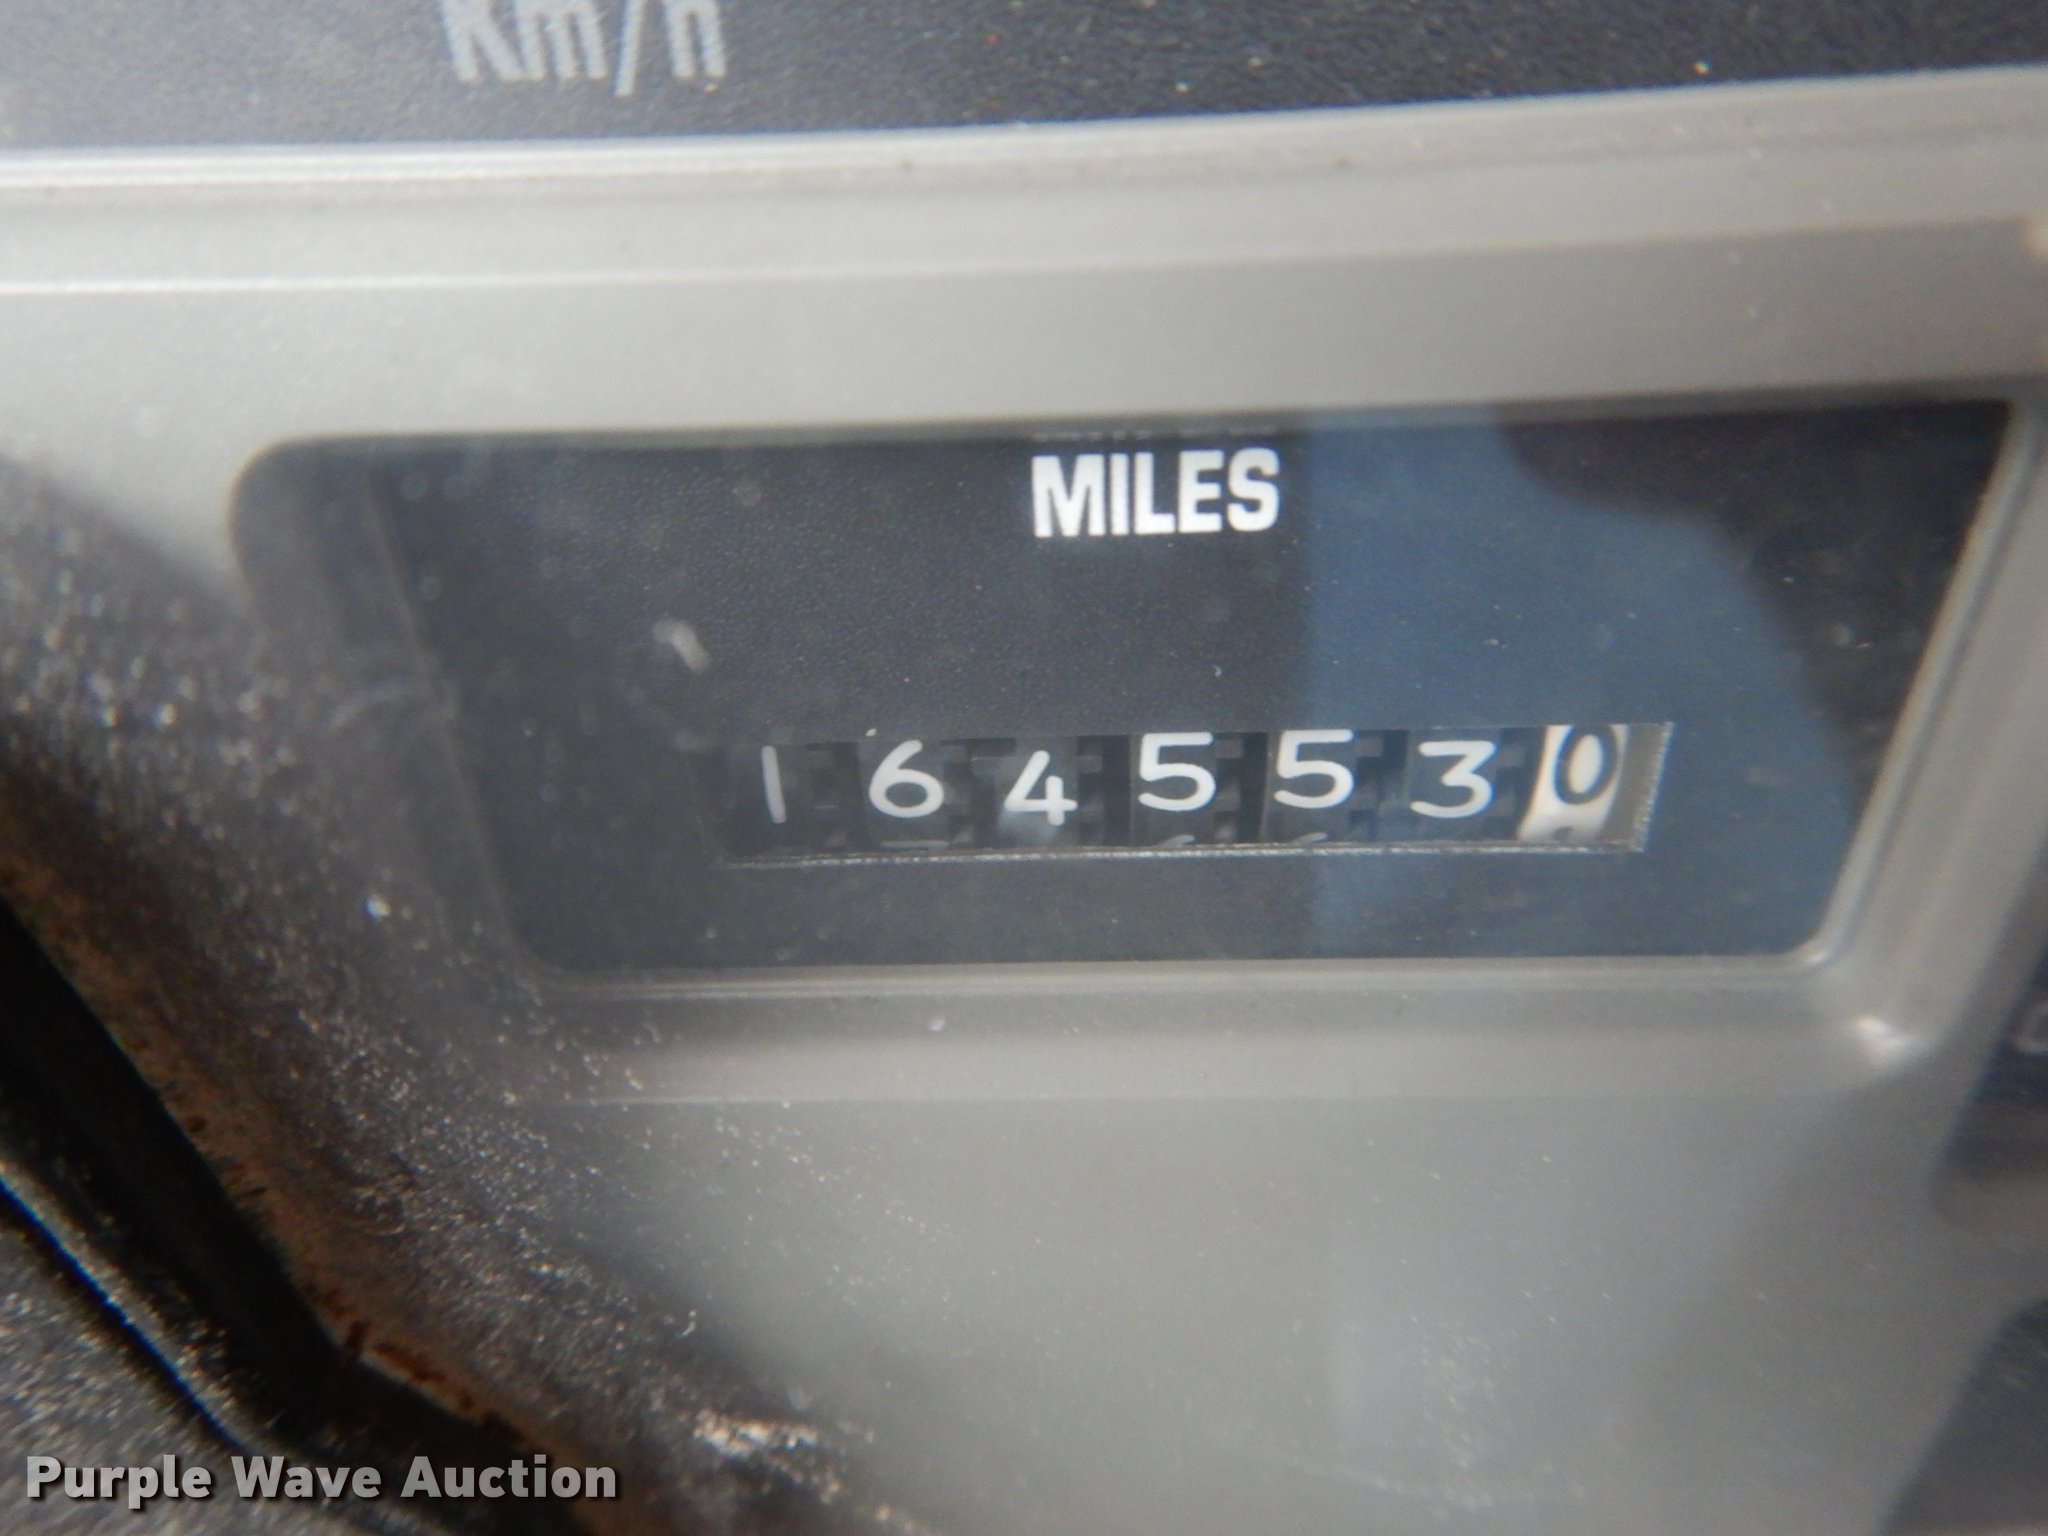 Km/h
MILES
1645530
Purple Wave Auction